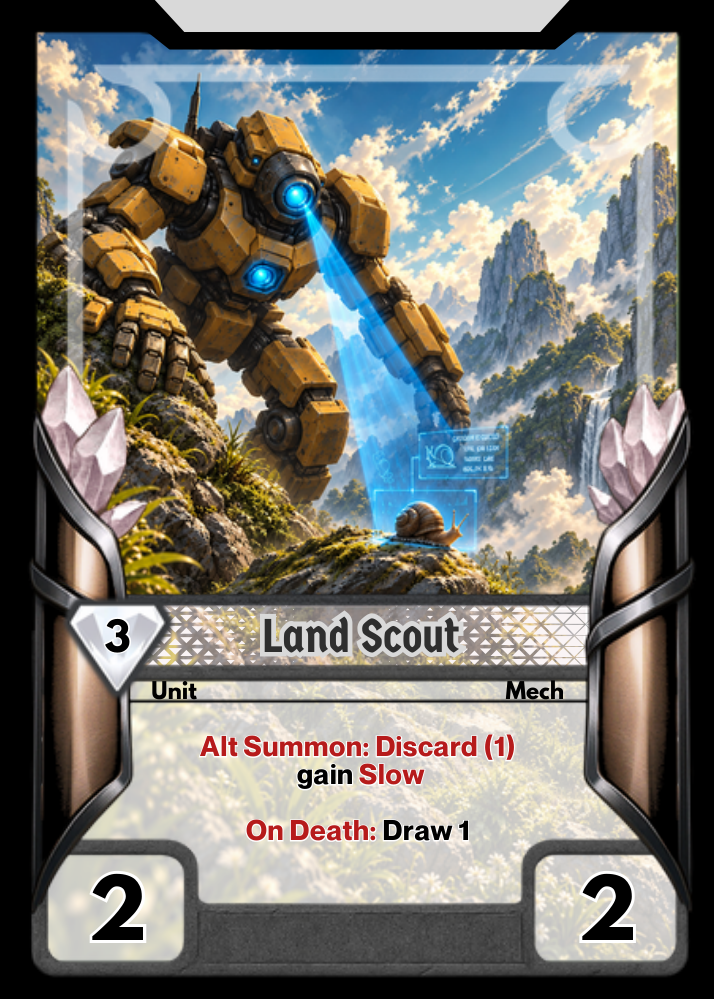 3
Land Scout
Unit
Mech
Alt Summon: Discard (1)
gain Slow
On Death: Draw 1
2
2